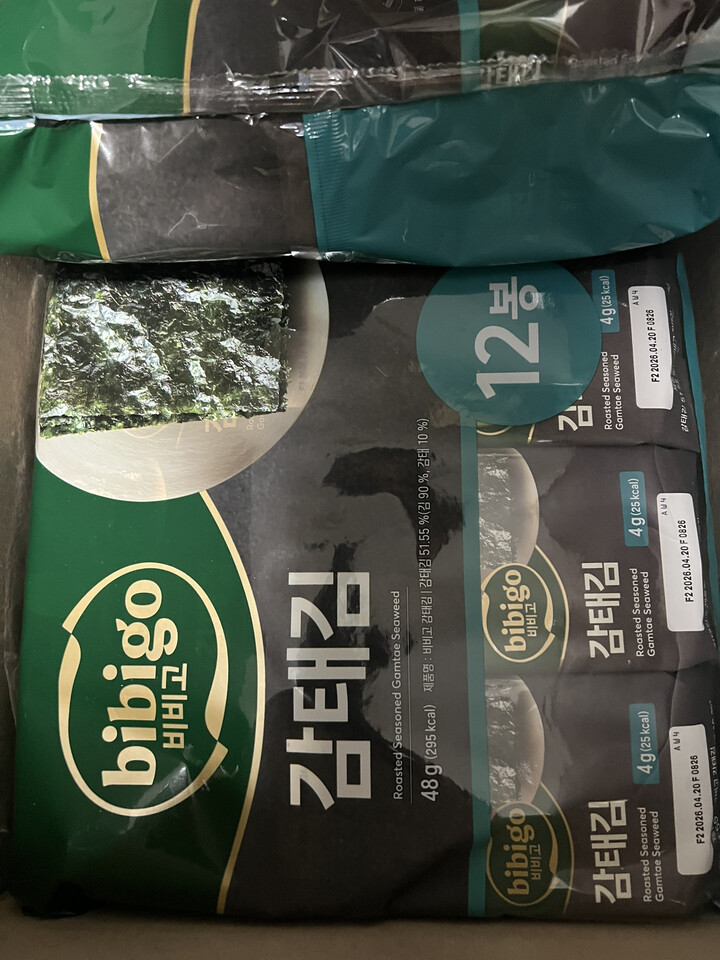 bibigo
비비고
감태김
Roasted Seasoned Gamtae Seaweed
48g (295 kcal)
제품명 : 비비고 감태김 | 감태김 51.55 %(김 90 %, 감태 10 %)
12봉
4g (25 kcal)
Roasted Seasoned
Gamtae Seaweed
AM4
F2 2026.04.20 F 0826
bibigo
비비고
감태김
Roasted Seasoned
Gamtae Seaweed
4g (25 kcal)
AM4
F2 2026.04.20 F 0826
bibigo
비비고
감태김
Roasted Seasoned
Gamtae Seaweed
4g (25 kcal)
AM4
F2 2026.04.20 F 0826